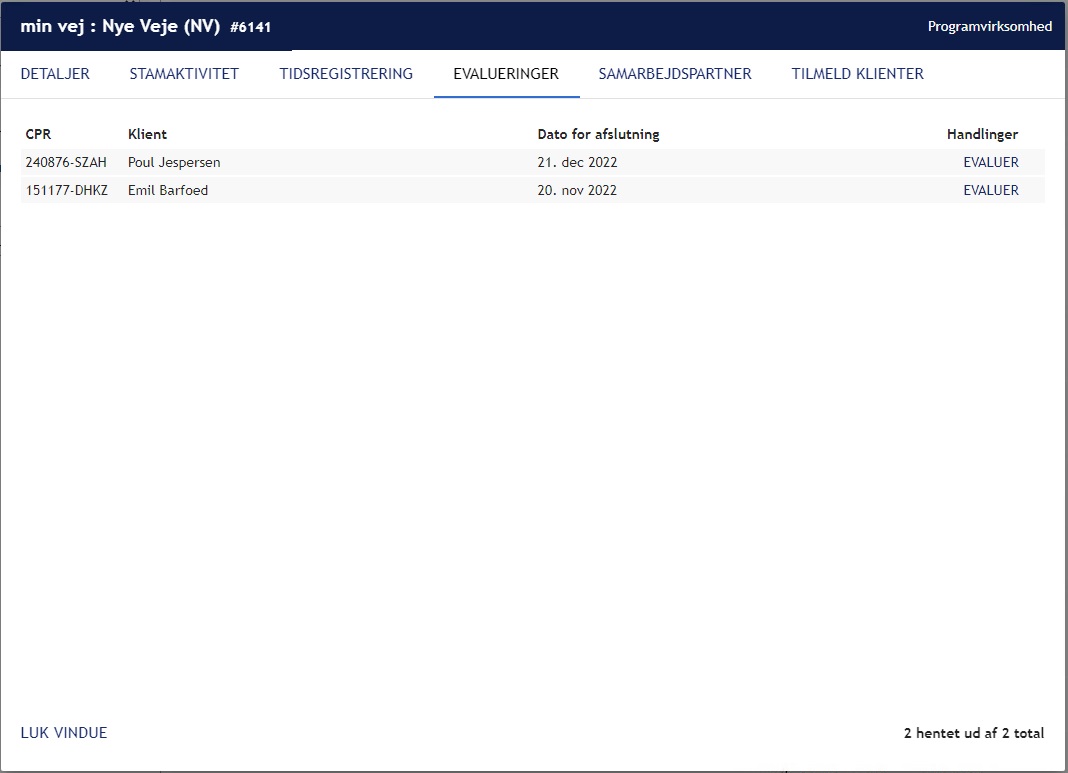 min vej : Nye Veje (NV) #6141 Programvirksomhed
DETALJER STAMAKTIVITET TIDSREGISTRERING EVALUERINGER SAMARBEJDSPARTNER TILMELD KLIENTER
CPR Klient Dato for afslutning Handlinger
240876-SZAH Poul Jespersen 21. dec 2022 EVALUER
151177-DHKZ Emil Barfoed 20. nov 2022 EVALUER
LUK VINDUE 2 hentet ud af 2 total